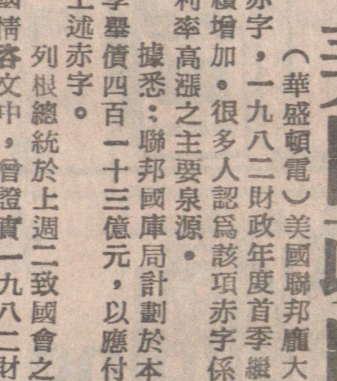 （華盛頓電）美國聯邦龐大
赤字，一九八二財政年度首季繼
續增加。很多人認爲該項赤字係
利率高漲之主要泉源。
據悉：聯邦國庫局計劃於本
季舉債四百一十三億元，以應付
上述赤字。
列根總統於上週二致國會之
國情咨文中，曾證實一九八二財